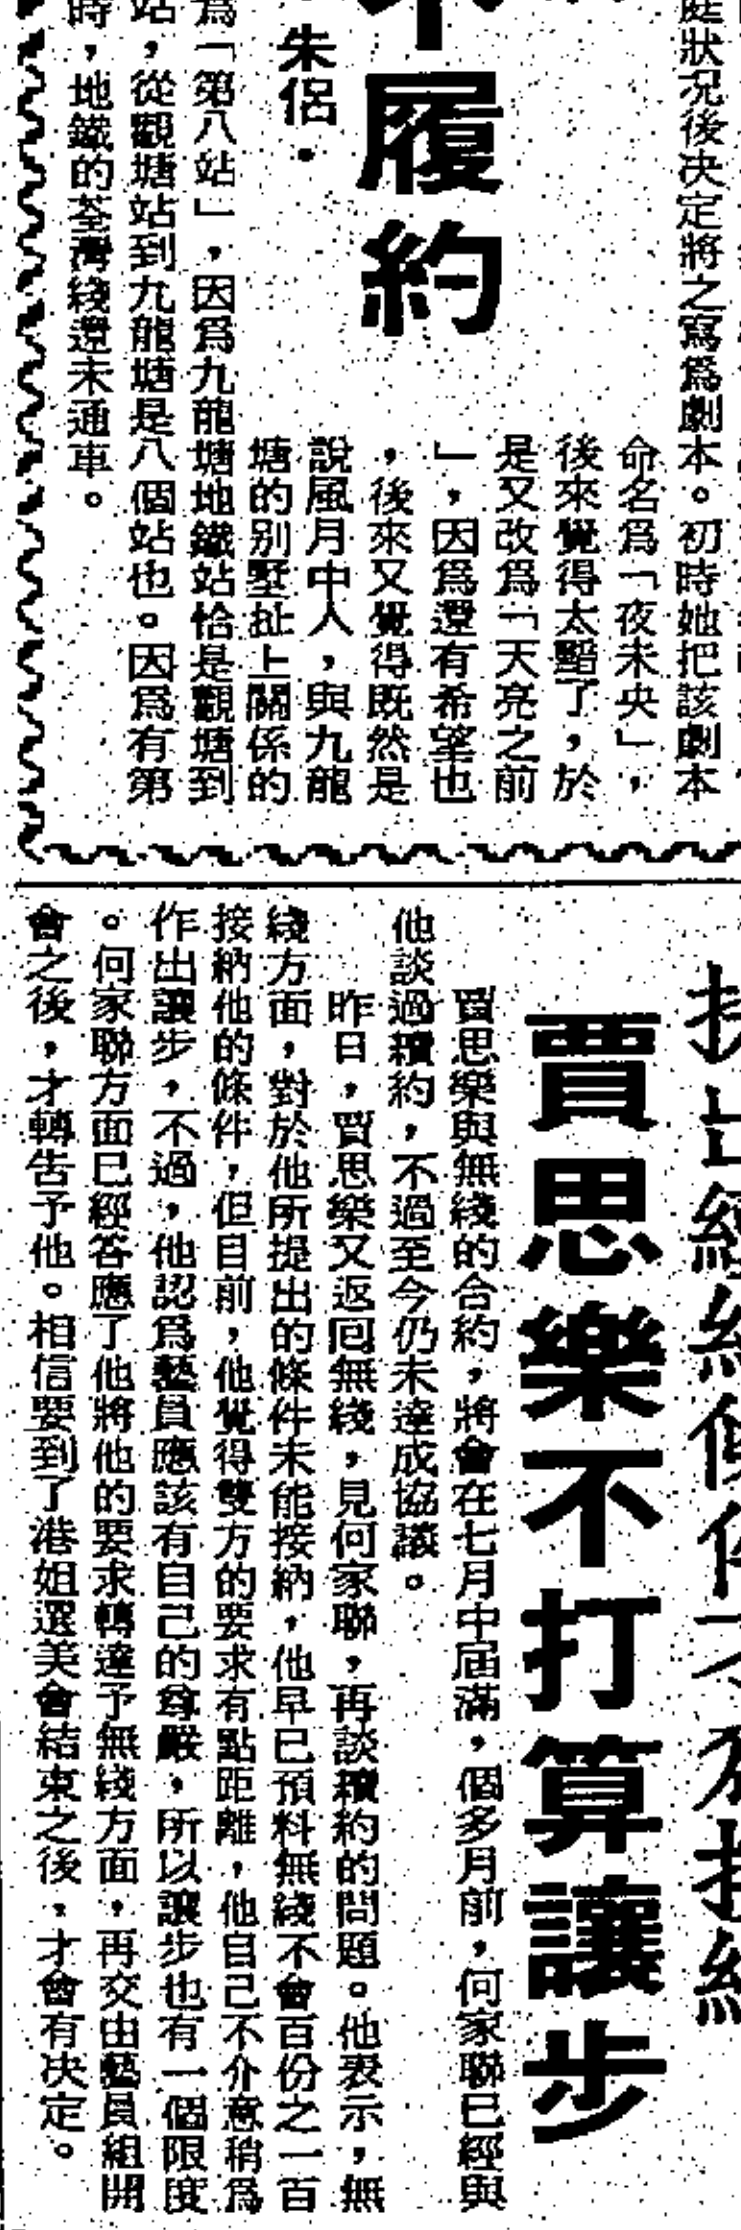 履約
朱侶・
庭狀况後决定將之寫爲劇本。初時她把該劇本
命名爲「夜未央」,
後來覺得太黯了,於
是又改爲「天亮之前
」,因爲還有希望也
,後來又覺得既然是
說風月中人,與九龍
塘的別墅扯上關係的
爲「第八站」,因爲九龍塘地鐵站恰是觀塘到
站,從觀塘站到九龍塘是八個站也。因爲有第
時,地鐵的荃灣綫還未通車。
賈思樂不打算讓步
賈思樂與無綫的合約,將會在七月中屆滿,個多月前,何家聯已經與
他談過續約,不過至今仍未達成協議。
昨日,賈思樂又返回無綫,見何家聯,再談續約的問題。他表示,無
綫方面,對於他所提出的條件未能接納,他早已預料無綫不會百份之一百
接納他的條件,但目前,他覺得雙方的要求有點距離,他自己不介意稍爲
作出讓步,不過,他認爲藝員應該有自己的尊嚴,所以讓步也有一個限度
。何家聯方面已經答應了他將他的要求轉達予無綫方面,再交由藝員組開
會之後,才轉告予他。相信要到了港姐選美會結束之後,才會有决定。